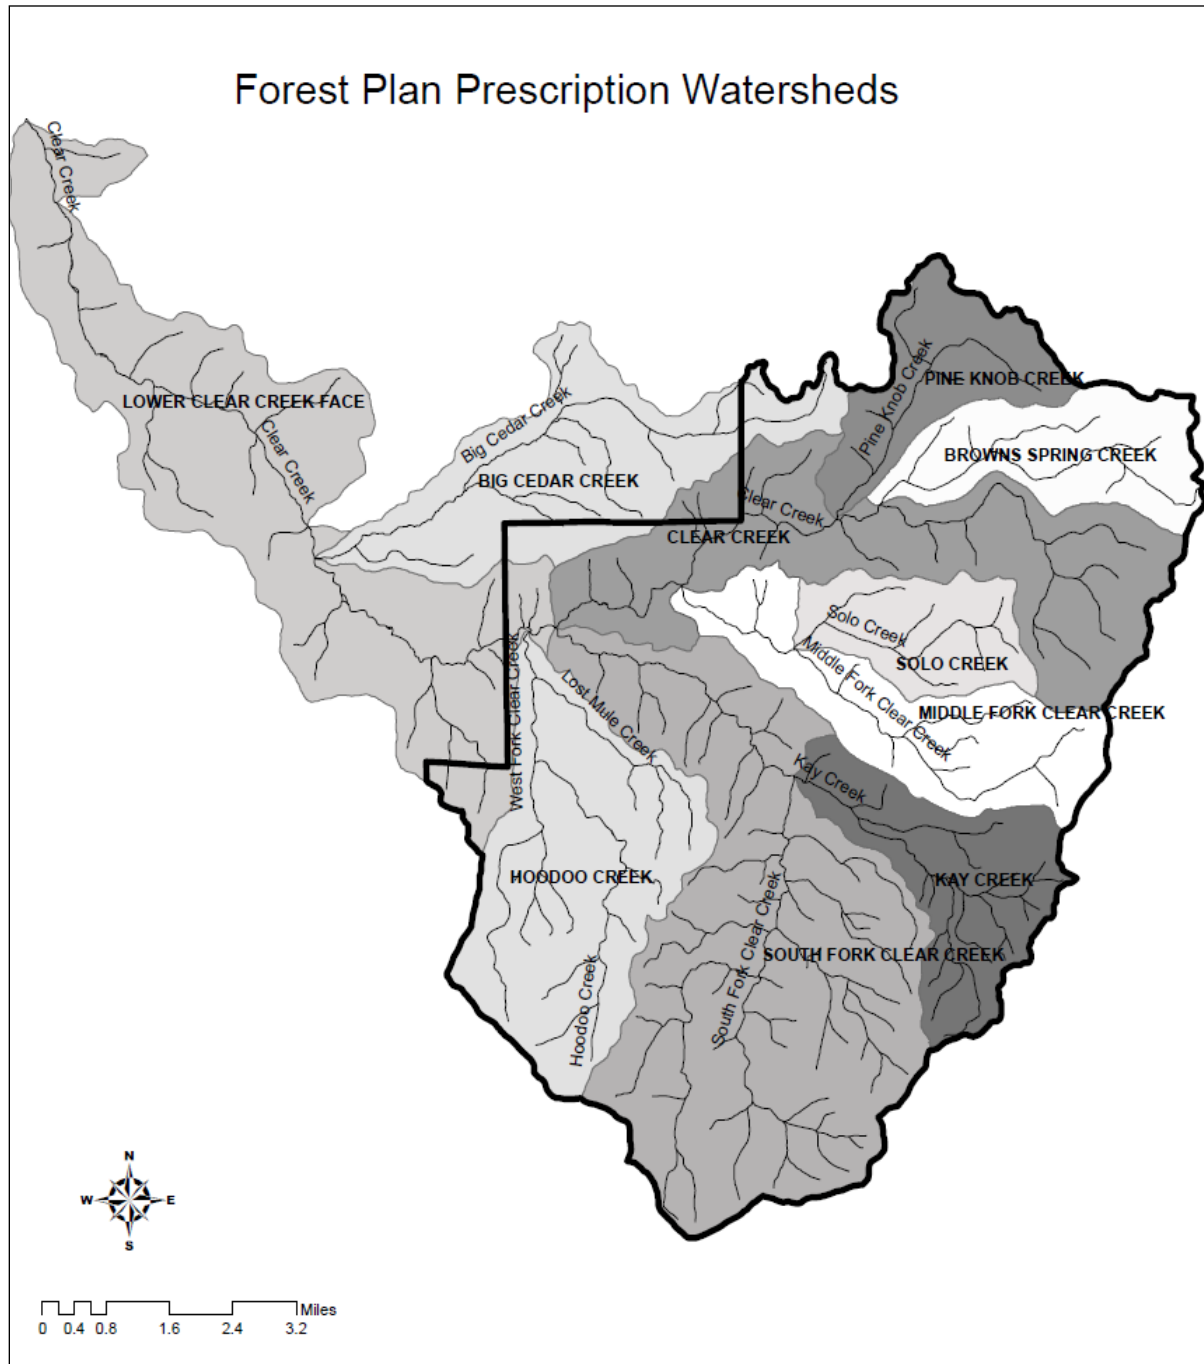 Forest Plan Prescription Watersheds
Clear Creek
Pine Knob Creek
PINE KNOB CREEK
LOWER CLEAR CREEK FACE
Big Cedar Creek
Clear Creek
BROWNS SPRING CREEK
BIG CEDAR CREEK
Clear Creek
CLEAR CREEK
Solo Creek
SOLO CREEK
West Fork Clear Creek
Lost Mule Creek
Middle Fork Clear Creek
MIDDLE FORK CLEAR CREEK
Kay Creek
HOODOO CREEK
KAY CREEK
South Fork Clear Creek
SOUTH FORK CLEAR CREEK
Hoodoo Creek
N
W E
S
Miles
0 0.4 0.8 1.6 2.4 3.2